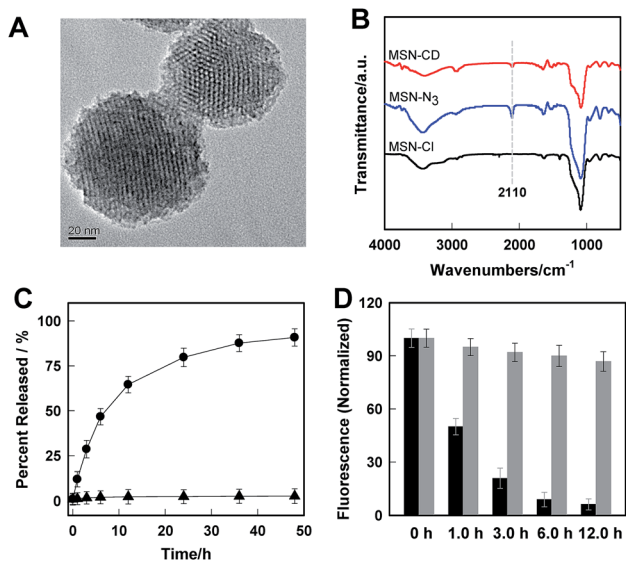 A
20 nm
B
Transmittance/a.u.
MSN-CD
MSN-N₃
MSN-Cl
2110
4000 3000 2000 1000
Wavenumbers/cm⁻¹
C
Percent Released / %
100
75
50
25
0
0 10 20 30 40 50
Time/h
D
Fluorescence (Normalized)
120
90
60
30
0
0 h 1.0 h 3.0 h 6.0 h 12.0 h